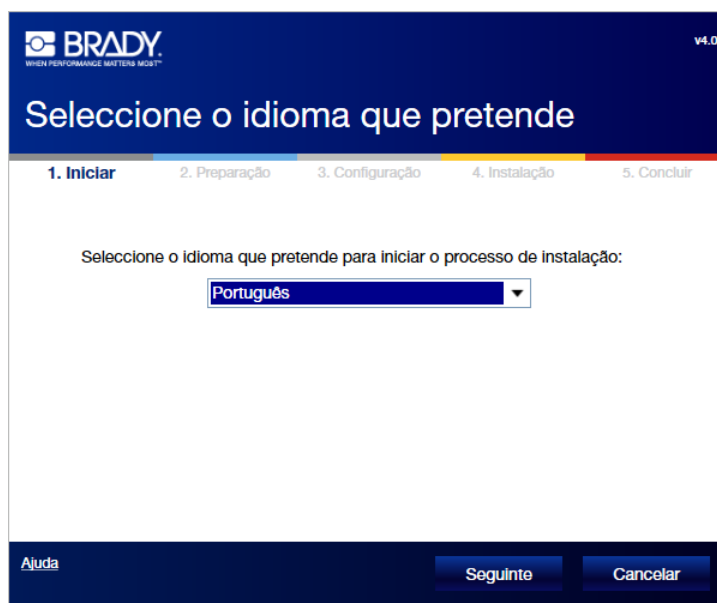 BRADY.
WHEN PERFORMANCE MATTERS MOST™
v4.0
Seleccione o idioma que pretende
1. Iniciar
2. Preparação
3. Configuração
4. Instalação
5. Concluir
Seleccione o idioma que pretende para iniciar o processo de instalação:
Português
Ajuda
Seguinte
Cancelar